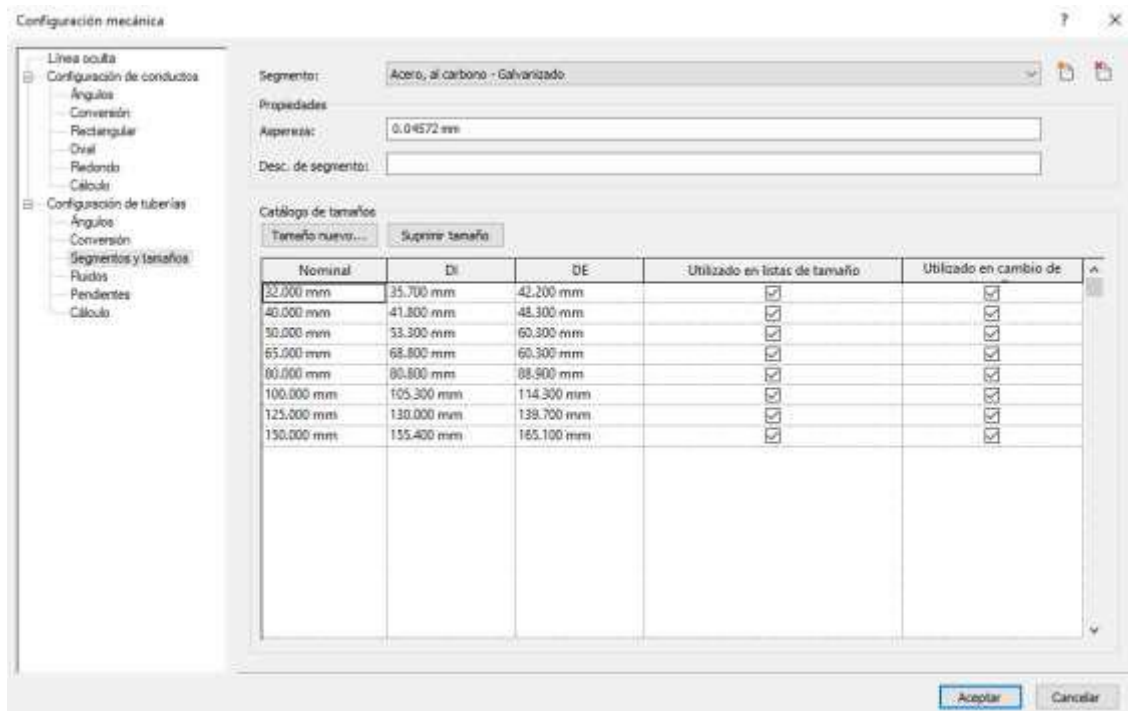 Configuración mecánica
? ×
Línea oculta
Configuración de conductos
Ángulos
Conversión
Rectangular
Oval
Redondo
Cálculo
Configuración de tuberías
Ángulos
Conversión
Segmentos y tamaños
Fluidos
Pendientes
Cálculo
Segmento: Acero, al carbono - Galvanizado
Propiedades
Aspereza: 0.04572 mm
Desc. de segmento:
Catálogo de tamaños
Tamaño nuevo... Suprimir tamaño
Nominal DI DE Utilizado en listas de tamaño Utilizado en cambio de
32.000 mm 35.700 mm 42.200 mm
40.000 mm 41.800 mm 48.300 mm
50.000 mm 53.300 mm 60.300 mm
65.000 mm 68.800 mm 60.300 mm
80.000 mm 80.800 mm 88.900 mm
100.000 mm 105.300 mm 114.300 mm
125.000 mm 130.000 mm 139.700 mm
150.000 mm 155.400 mm 165.100 mm
Aceptar Cancelar